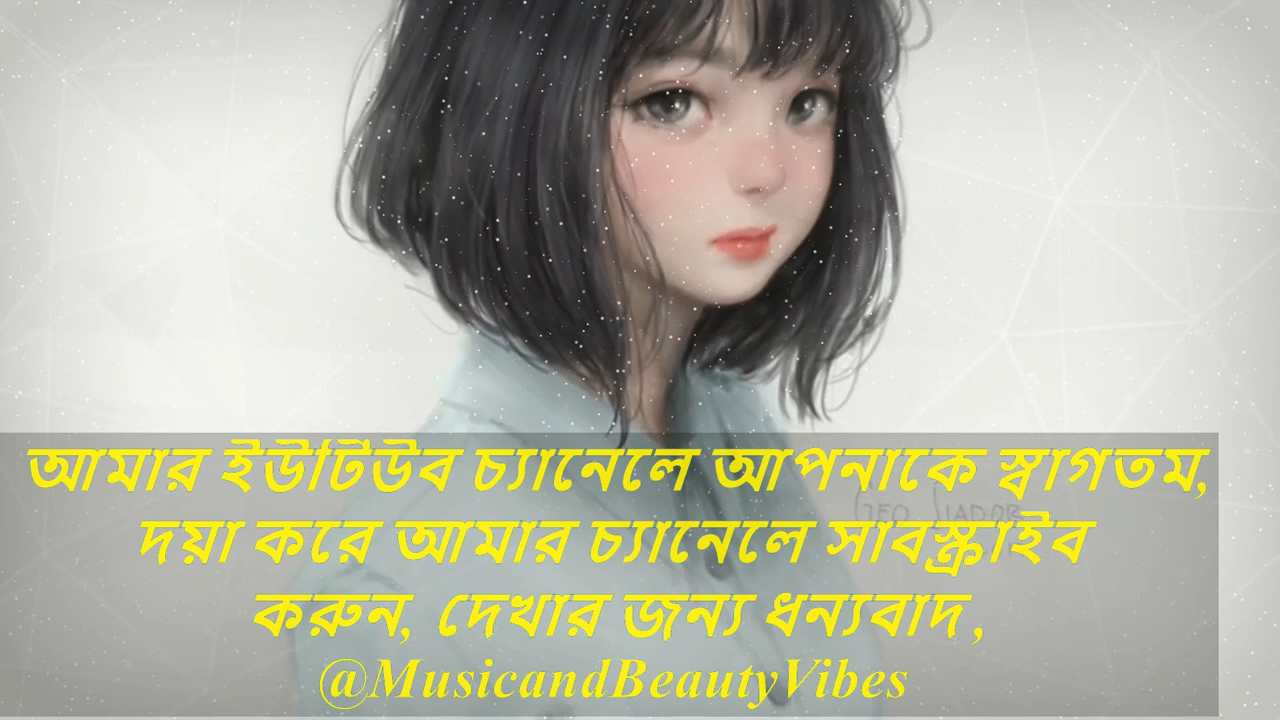 আমার ইউটিউব চ্যানেলে আপনাকে স্বাগতম,
দয়া করে আমার চ্যানেলে সাবস্ক্রাইব
করুন, দেখার জন্য ধন্যবাদ,
@MusicandBeautyVibes